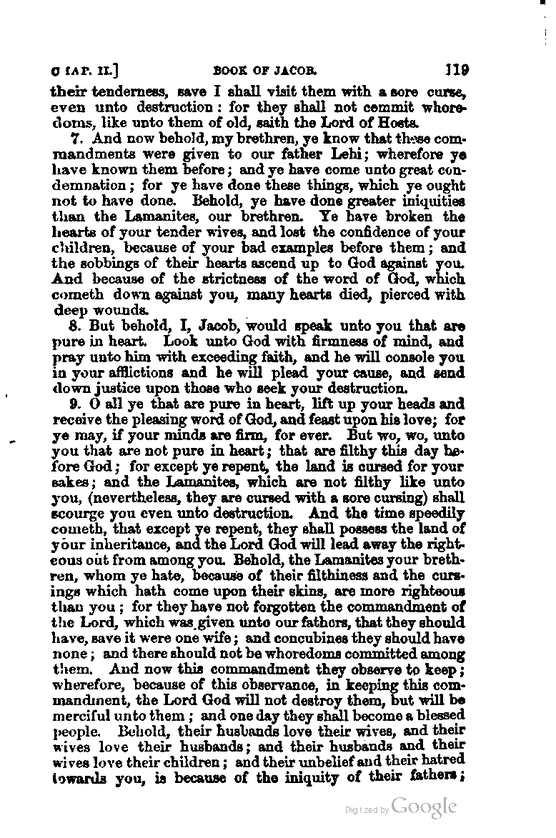 CHAP. II.] BOOK OF JACOB. 119
their tenderness, save I shall visit them with a sore curse,
even unto destruction: for they shall not commit whore-
doms, like unto them of old, saith the Lord of Hosts.
7. And now behold, my brethren, ye know that these com-
mandments were given to our father Lehi; wherefore ye
have known them before; and ye have come unto great con-
demnation; for ye have done these things, which ye ought
not to have done. Behold, ye have done greater iniquities
than the Lamanites, our brethren. Ye have broken the
hearts of your tender wives, and lost the confidence of your
children, because of your bad examples before them; and
the sobbings of their hearts ascend up to God against you.
And because of the strictness of the word of God, which
cometh down against you, many hearts died, pierced with
deep wounds.
8. But behold, I, Jacob, would speak unto you that are
pure in heart. Look unto God with firmness of mind, and
pray unto him with exceeding faith, and he will console you
in your afflictions and he will plead your cause, and send
down justice upon those who seek your destruction.
9. O all ye that are pure in heart, lift up your heads and
receive the pleasing word of God, and feast upon his love; for
ye may, if your minds are firm, for ever. But wo, wo, unto
you that are not pure in heart; that are filthy this day be-
fore God; for except ye repent, the land is cursed for your
sakes; and the Lamanites, which are not filthy like unto
you, (nevertheless, they are cursed with a sore cursing) shall
scourge you even unto destruction. And the time speedily
cometh, that except ye repent, they shall possess the land of
your inheritance, and the Lord God will lead away the right-
eous out from among you. Behold, the Lamanites your breth-
ren, whom ye hate, because of their filthiness and the curs-
ings which hath come upon their skins, are more righteous
than you; for they have not forgotten the commandment of
the Lord, which was given unto our fathers, that they should
have, save it were one wife; and concubines they should have
none; and there should not be whoredoms committed among
them. And now this commandment they observe to keep;
wherefore, because of this observance, in keeping this com-
mandment, the Lord God will not destroy them, but will be
merciful unto them; and one day they shall become a blessed
people. Behold, their husbands love their wives, and their
wives love their husbands; and their husbands and their
wives love their children; and their unbelief and their hatred
towards you, is because of the iniquity of their fathers;
Digitized by Google